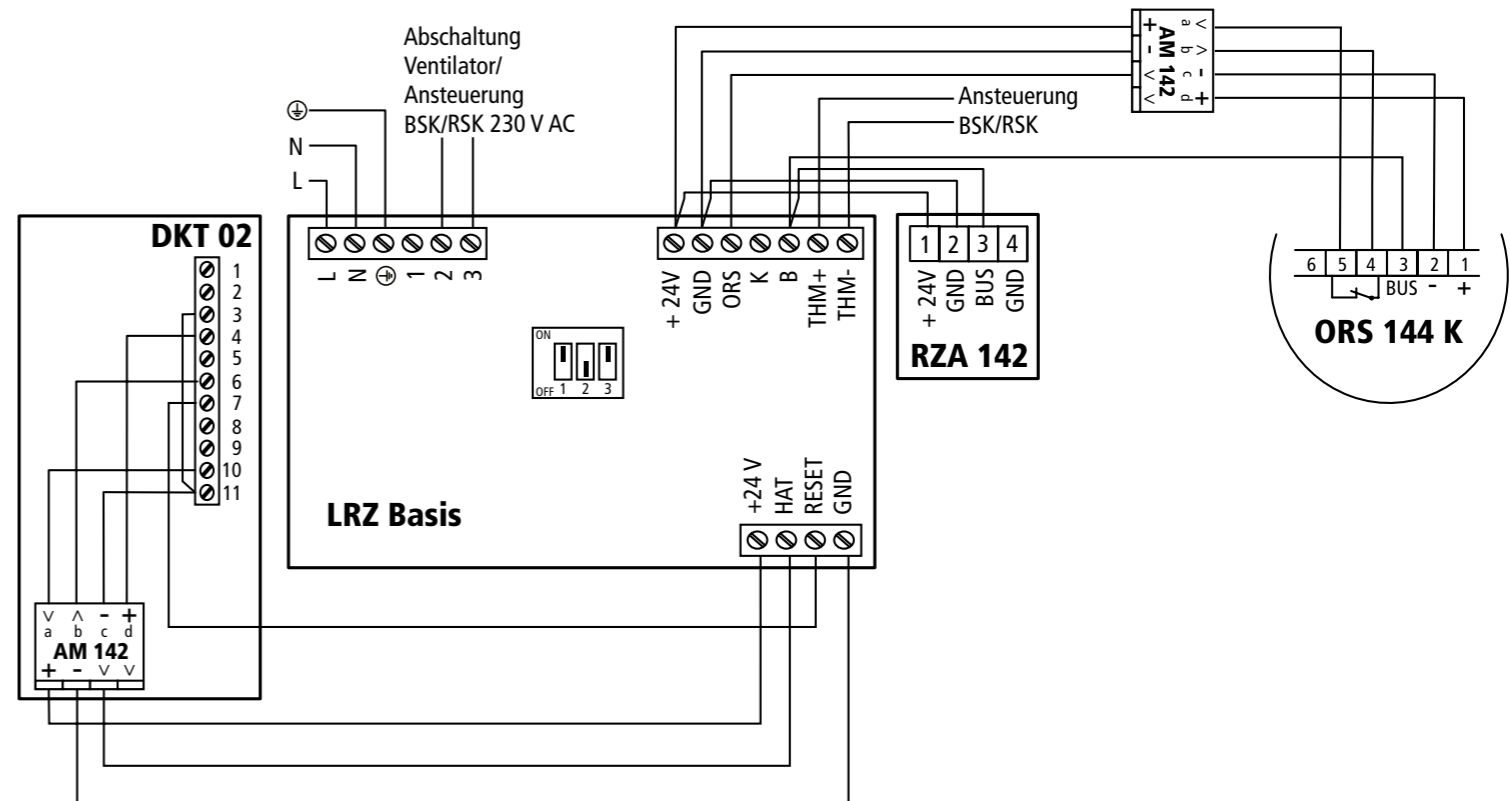 Abschaltung
Ventilator/
Ansteuerung
BSK/RSK 230 V AC
N
L
Ansteuerung
BSK/RSK
+ - < <
AM 142
a b c d
< > - +
DKT 02
1
2
3
4
5
6
7
8
9
10
11
L N 1 2 3
+ 24V GND ORS K B THM+ THM-
ON
OFF 1 2 3
LRZ Basis
+24 V HAT RESET GND
1 2 3 4
+ 24V GND BUS GND
RZA 142
6 5 4 3 2 1
BUS - +
ORS 144 K
< > - +
a b c d
AM 142
+ - < <